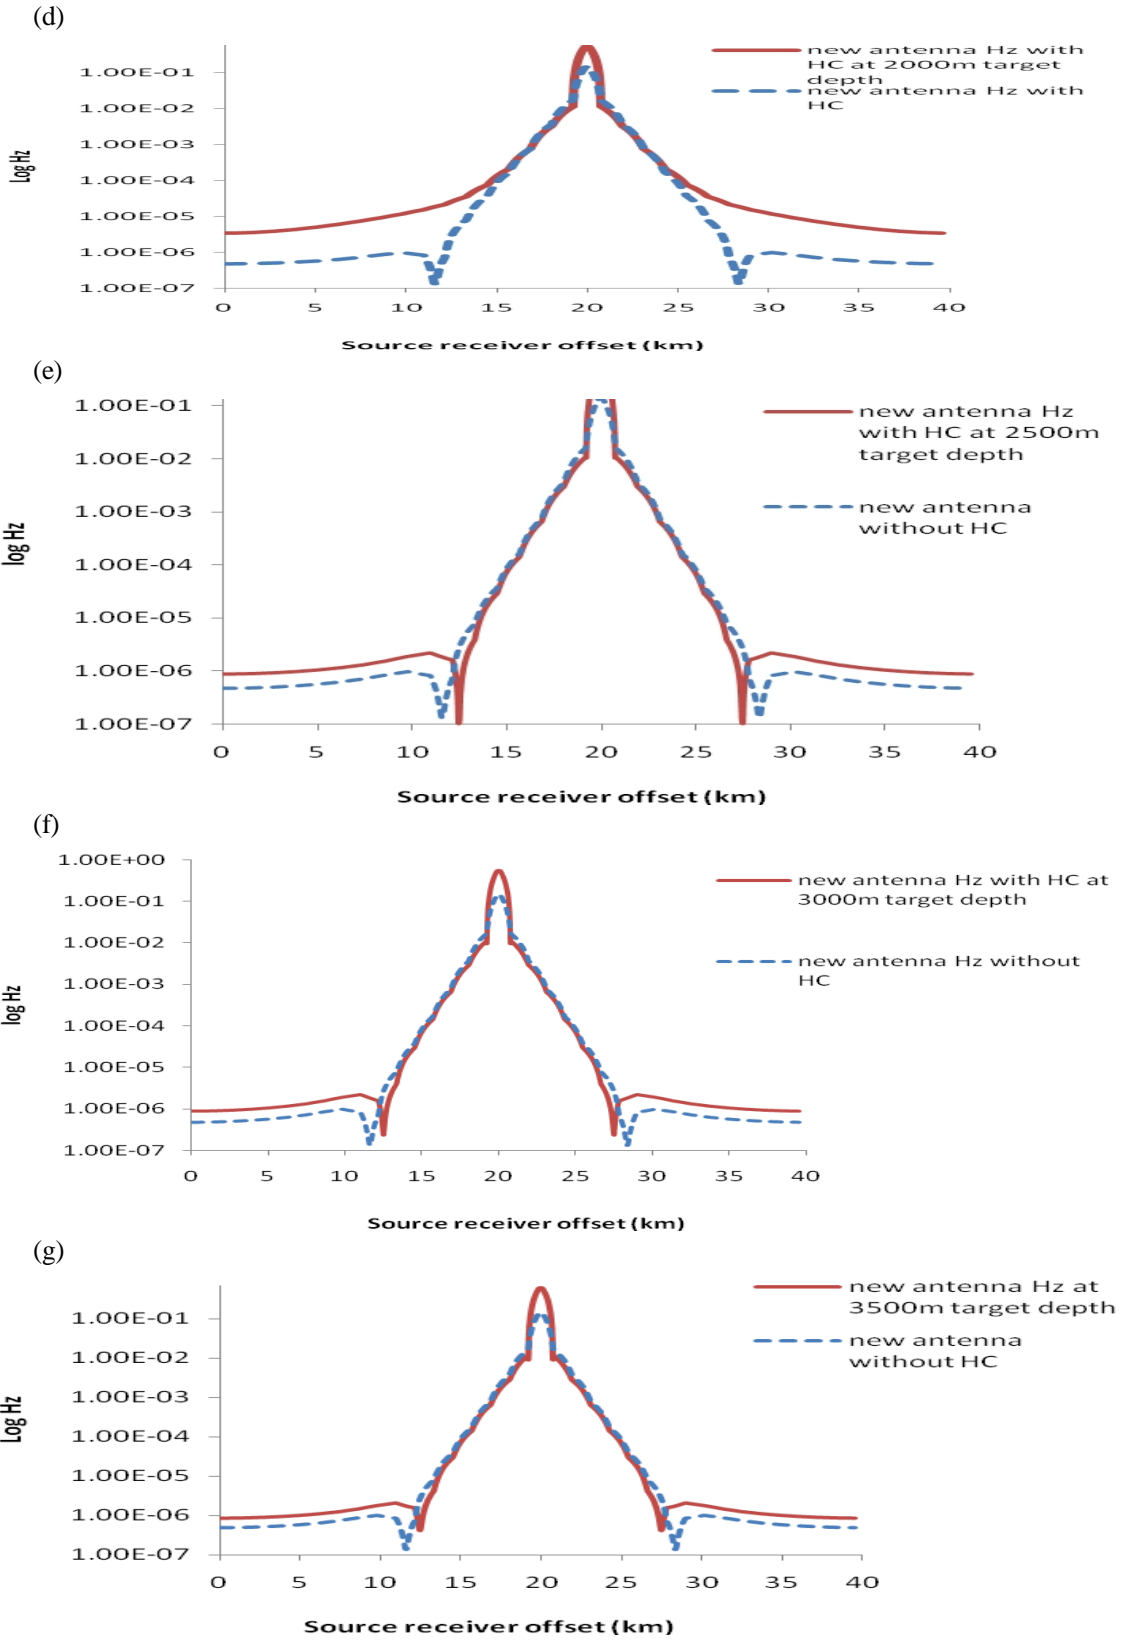 (d)
new antenna Hz with
HC at 2000m target
depth
new antenna Hz with
HC
1.00E-01
1.00E-02
1.00E-03
1.00E-04
1.00E-05
1.00E-06
1.00E-07
Log Hz
0 5 10 15 20 25 30 35 40
Source receiver offset (km)
(e)
new antenna Hz
with HC at 2500m
target depth
new antenna
without HC
1.00E-01
1.00E-02
1.00E-03
1.00E-04
1.00E-05
1.00E-06
1.00E-07
log Hz
0 5 10 15 20 25 30 35 40
Source receiver offset (km)
(f)
new antenna Hz with HC at
3000m target depth
new antenna Hz without
HC
1.00E+00
1.00E-01
1.00E-02
1.00E-03
1.00E-04
1.00E-05
1.00E-06
1.00E-07
log Hz
0 5 10 15 20 25 30 35 40
Source receiver offset (km)
(g)
new antenna Hz at
3500m target depth
new antenna
without HC
1.00E-01
1.00E-02
1.00E-03
1.00E-04
1.00E-05
1.00E-06
1.00E-07
Log Hz
0 5 10 15 20 25 30 35 40
Source receiver offset (km)